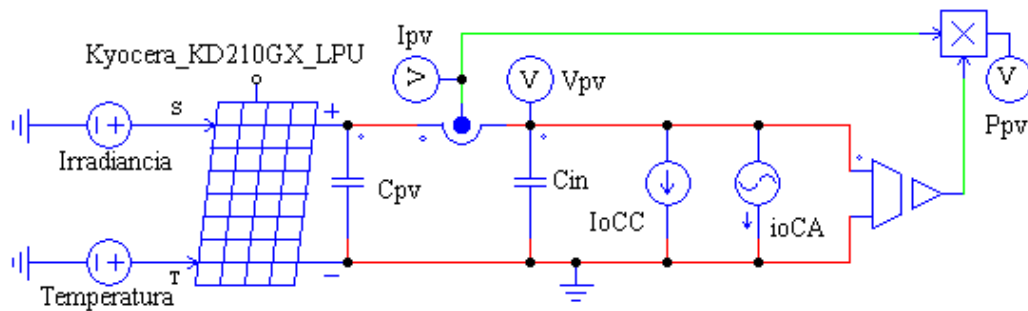 Ipv
Kyocera_KD210GX_LPU
V
V
Vpv
V
Ppv
S
+
Irradiancia
Cpv
Cin
IoCC
ioCA
T
−
Temperatura